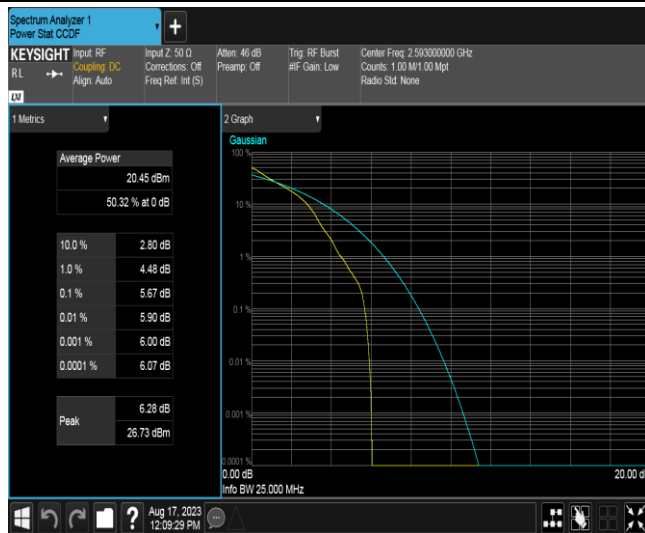 Spectrum Analyzer 1
Power Stat CCDF
+
KEYSIGHT
RL
Input: RF
Coupling: DC
Align: Auto
Input Z: 50 Ω
Corrections: Off
Freq Ref: Int (S)
Atten: 46 dB
Preamp: Off
Trig: RF Burst
#IF Gain: Low
Center Freq: 2.593000000 GHz
Counts: 1.00 M/1.00 Mpt
Radio Std: None
1 Metrics
Average Power
20.45 dBm
50.32 % at 0 dB
10.0 % 2.80 dB
1.0 % 4.48 dB
0.1 % 5.67 dB
0.01 % 5.90 dB
0.001 % 6.00 dB
0.0001 % 6.07 dB
Peak
6.28 dB
26.73 dBm
2 Graph
Gaussian
100 %
10 %
1 %
0.1 %
0.01 %
0.001 %
0.0001 %
0.00 dB
20.00 d
Info BW 25.000 MHz
?
Aug 17, 2023
12:09:29 PM